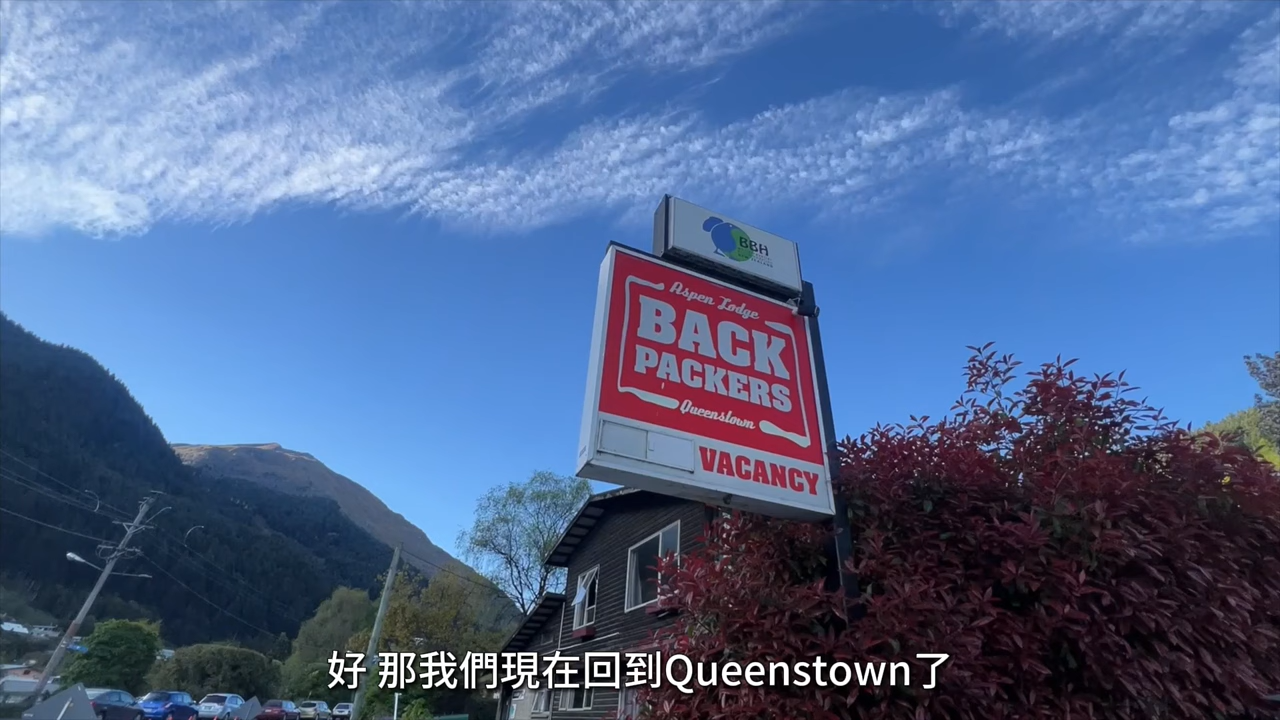 BBH
Aspen Lodge
BACK
PACKERS
Queenstown
VACANCY
好 那我們現在回到Queenstown了